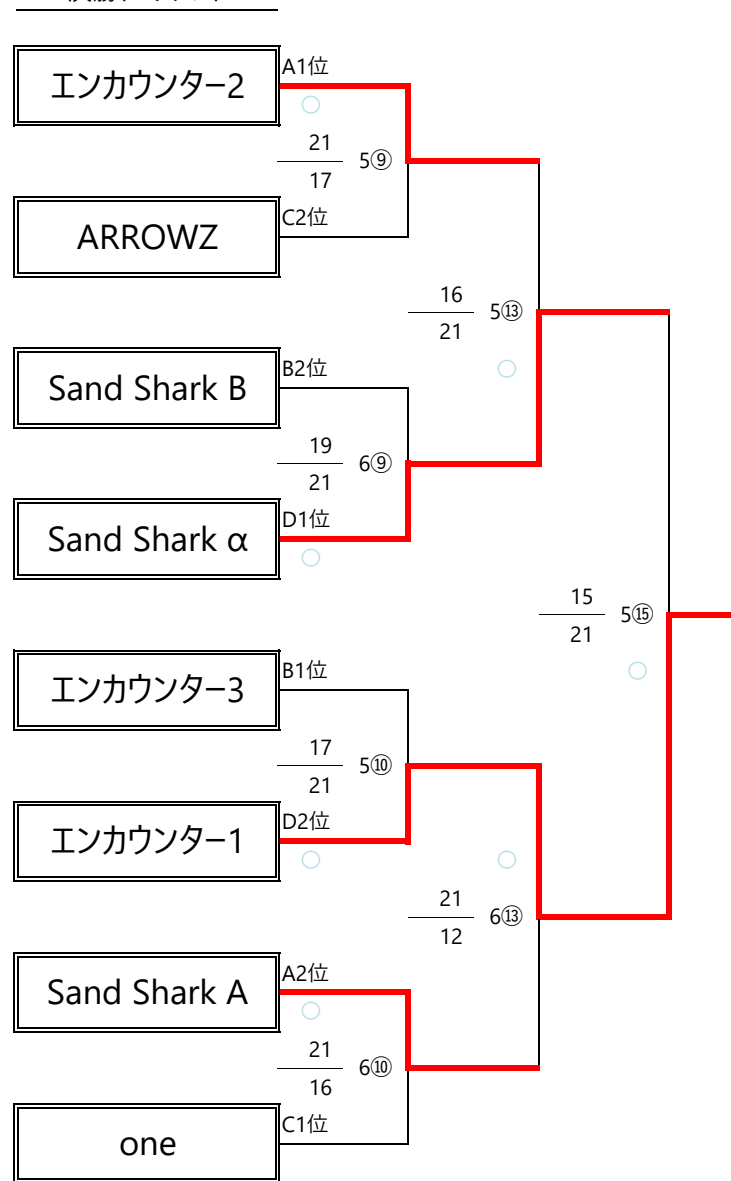 エンカウンター2
A1位
○
21
17
5⑨
ARROWZ
C2位
16
21
5⑬
○
Sand Shark B
B2位
19
21
6⑨
Sand Shark α
D1位
○
15
21
5⑮
○
エンカウンター3
B1位
17
21
5⑩
エンカウンター1
D2位
○
○
21
12
6⑬
Sand Shark A
A2位
○
21
16
6⑩
one
C1位